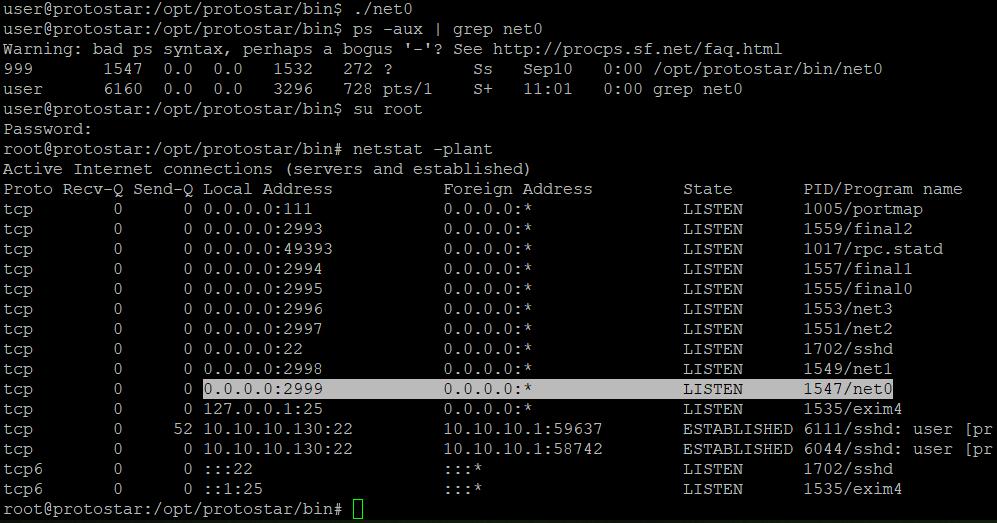 user@protostar:/opt/protostar/bin$ ./net0
user@protostar:/opt/protostar/bin$ ps -aux | grep net0
Warning: bad ps syntax, perhaps a bogus '-'? See http://procps.sf.net/faq.html
999       1547  0.0  0.0   1532   272 ?        Ss   Sep10   0:00 /opt/protostar/bin/net0
user      6160  0.0  0.0   3296   728 pts/1    S+   11:01   0:00 grep net0
user@protostar:/opt/protostar/bin$ su root
Password:
root@protostar:/opt/protostar/bin# netstat -plant
Active Internet connections (servers and established)
Proto Recv-Q Send-Q Local Address           Foreign Address         State       PID/Program name
tcp        0      0 0.0.0.0:111             0.0.0.0:*               LISTEN      1005/portmap
tcp        0      0 0.0.0.0:2993            0.0.0.0:*               LISTEN      1559/final2
tcp        0      0 0.0.0.0:49393           0.0.0.0:*               LISTEN      1017/rpc.statd
tcp        0      0 0.0.0.0:2994            0.0.0.0:*               LISTEN      1557/final1
tcp        0      0 0.0.0.0:2995            0.0.0.0:*               LISTEN      1555/final0
tcp        0      0 0.0.0.0:2996            0.0.0.0:*               LISTEN      1553/net3
tcp        0      0 0.0.0.0:2997            0.0.0.0:*               LISTEN      1551/net2
tcp        0      0 0.0.0.0:22              0.0.0.0:*               LISTEN      1702/sshd
tcp        0      0 0.0.0.0:2998            0.0.0.0:*               LISTEN      1549/net1
tcp        0      0 0.0.0.0:2999            0.0.0.0:*               LISTEN      1547/net0
tcp        0      0 127.0.0.1:25            0.0.0.0:*               LISTEN      1535/exim4
tcp        0     52 10.10.10.130:22         10.10.10.1:59637        ESTABLISHED 6111/sshd: user [pr
tcp        0      0 10.10.10.130:22         10.10.10.1:58742        ESTABLISHED 6044/sshd: user [pr
tcp6       0      0 :::22                   :::*                    LISTEN      1702/sshd
tcp6       0      0 ::1:25                  :::*                    LISTEN      1535/exim4
root@protostar:/opt/protostar/bin#